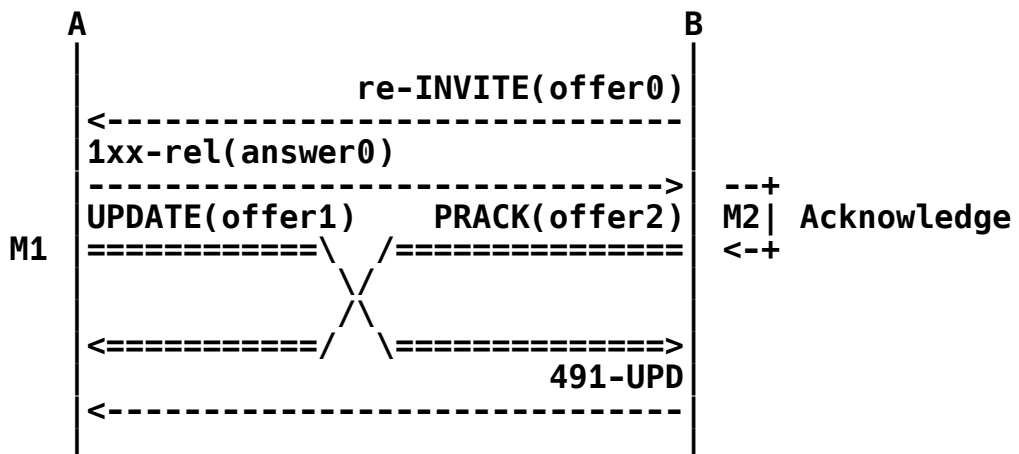 A B
re-INVITE(offer0)
<-------------------------------
1xx-rel(answer0)
------------------------------> --+
UPDATE(offer1) PRACK(offer2) M2| Acknowledge
M1 ============\ /=============== <-+
\/
/\
<===========/ \==============>
491-UPD
<------------------------------